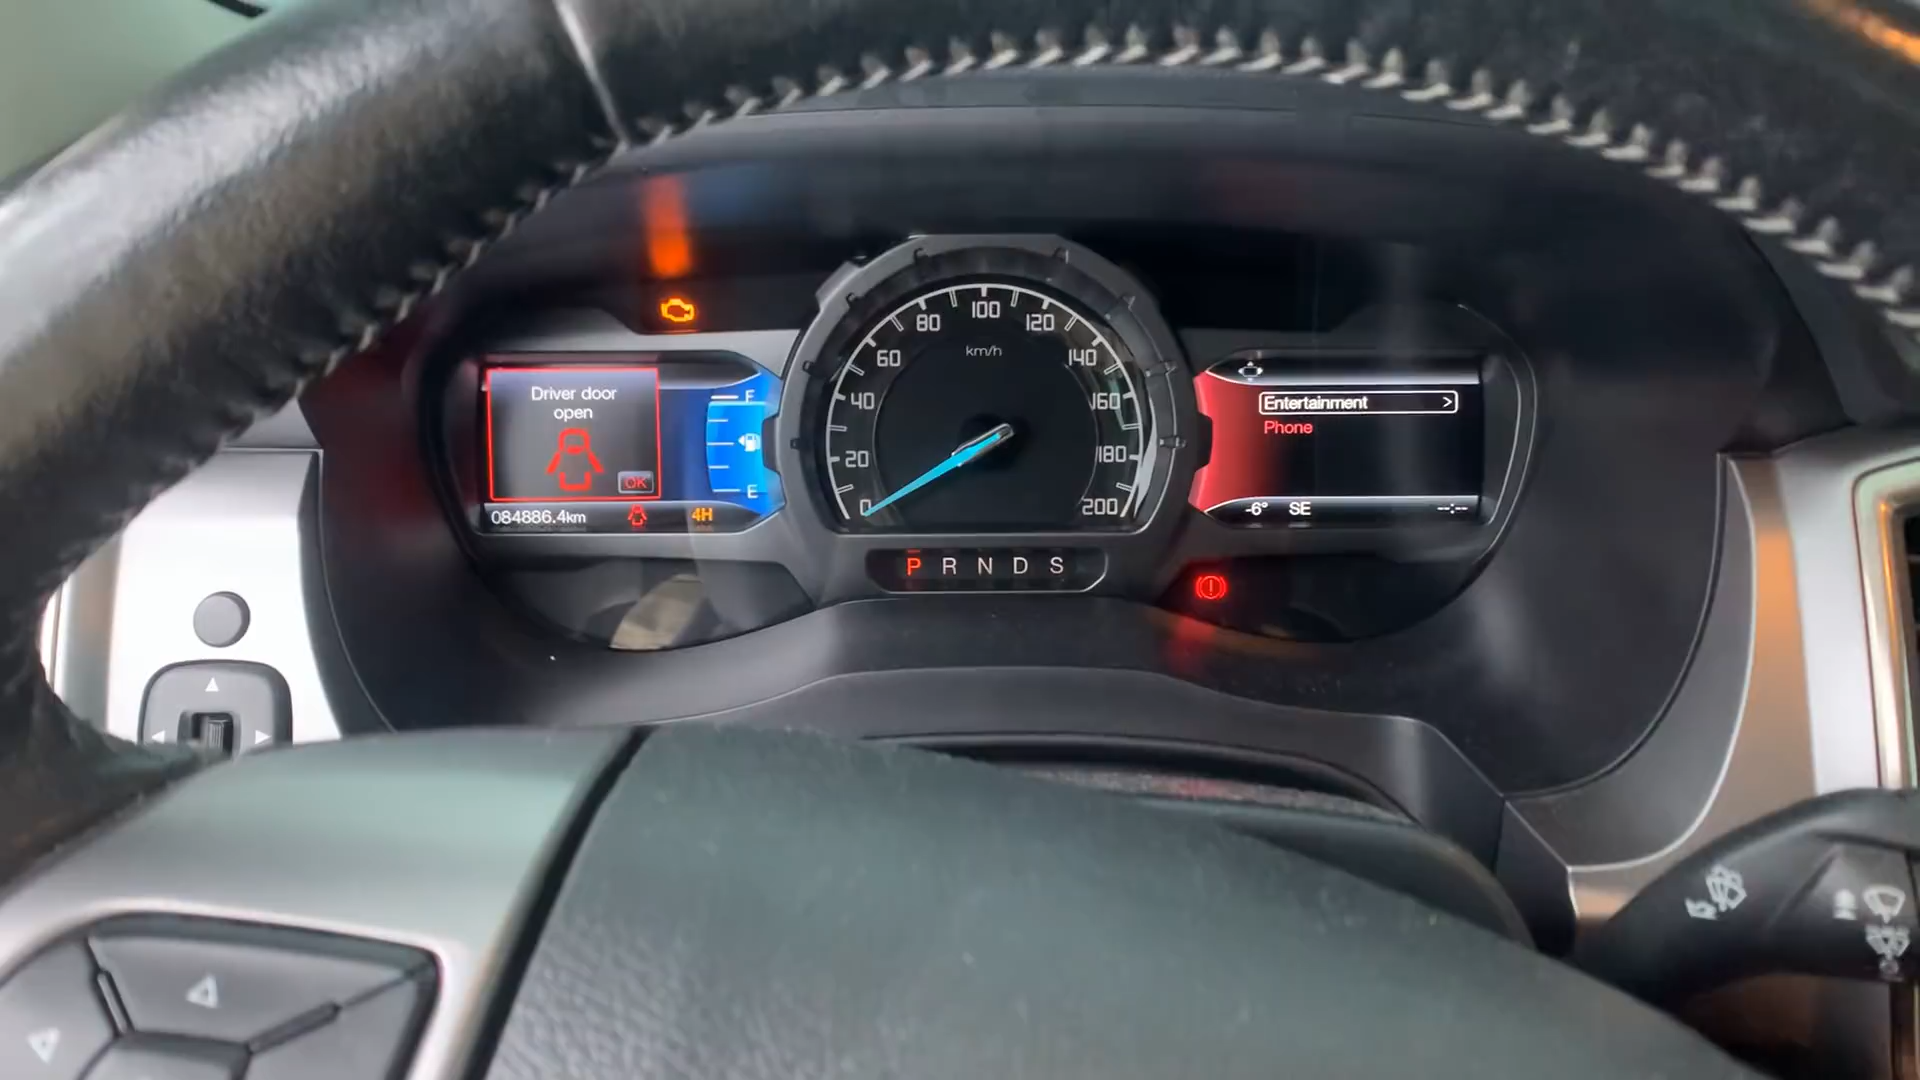 Driver door
open
OK
084886.4km
4H
F
E
0
20
40
60
80
100
120
140
160
180
200
km/h
P R N D S
Entertainment >
Phone
-6° SE --:--